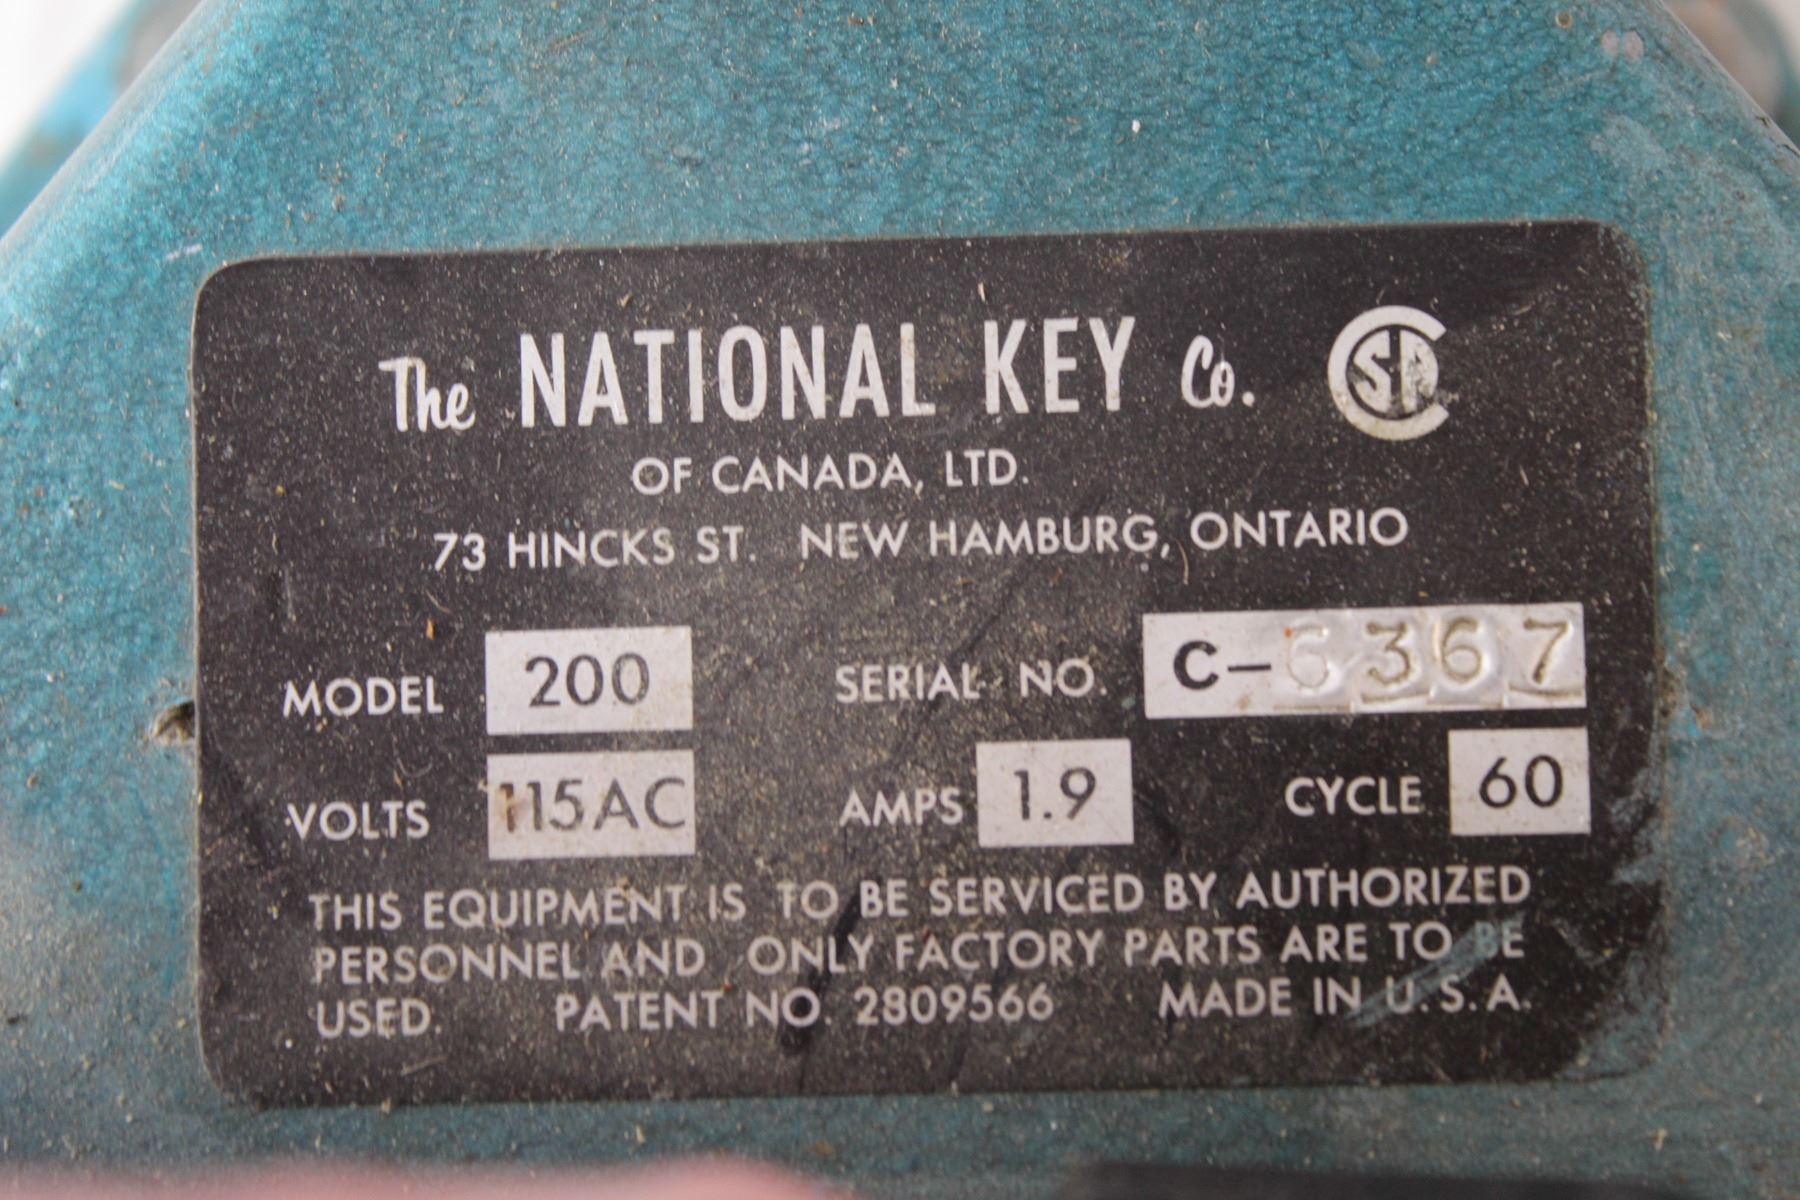 The NATIONAL KEY Co. CSA
OF CANADA, LTD.
73 HINCKS ST. NEW HAMBURG, ONTARIO
MODEL 200 SERIAL NO. C-6367
VOLTS 115AC AMPS 1.9 CYCLE 60
THIS EQUIPMENT IS TO BE SERVICED BY AUTHORIZED
PERSONNEL AND ONLY FACTORY PARTS ARE TO BE
USED. PATENT NO. 2809566 MADE IN U.S.A.